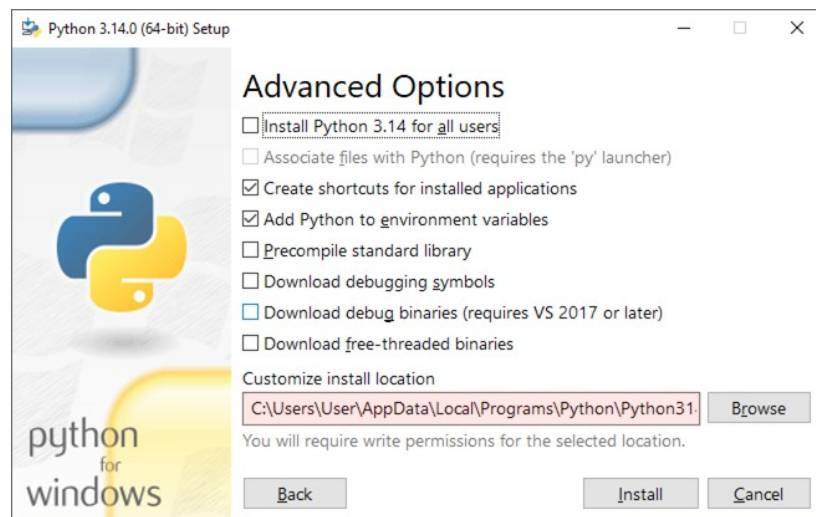 Python 3.14.0 (64-bit) Setup
Advanced Options
Install Python 3.14 for all users
Associate files with Python (requires the 'py' launcher)
Create shortcuts for installed applications
Add Python to environment variables
Precompile standard library
Download debugging symbols
Download debug binaries (requires VS 2017 or later)
Download free-threaded binaries
Customize install location
C:\Users\User\AppData\Local\Programs\Python\Python31
Browse
You will require write permissions for the selected location.
python
for
windows
Back
Install
Cancel